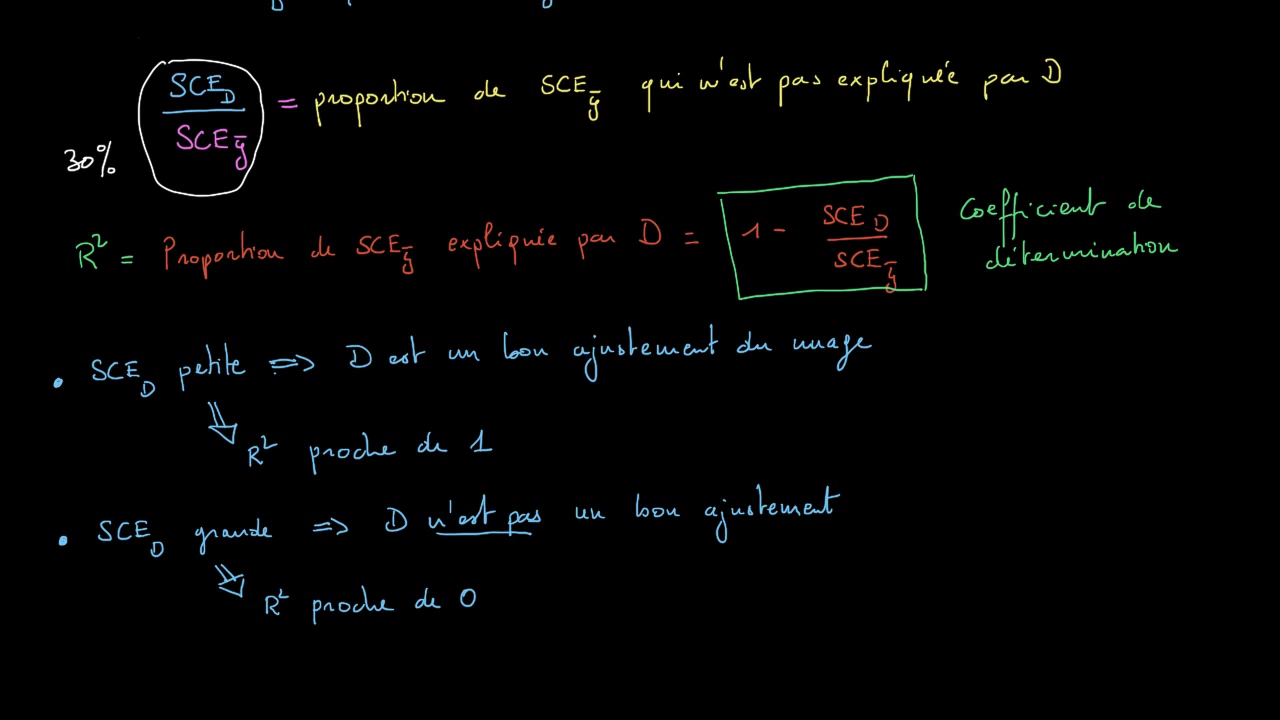 SCE_D / SCE_ȳ = proportion de SCE_ȳ qui n'est pas expliquée par D
30%
R² = Proportion de SCE_ȳ expliquée par D = 1 - SCE_D / SCE_ȳ Coefficient de
détermination
• SCE_D petite => D est un bon ajustement du nuage
R² proche de 1
• SCE_D grande => D n'est pas un bon ajustement
R² proche de 0